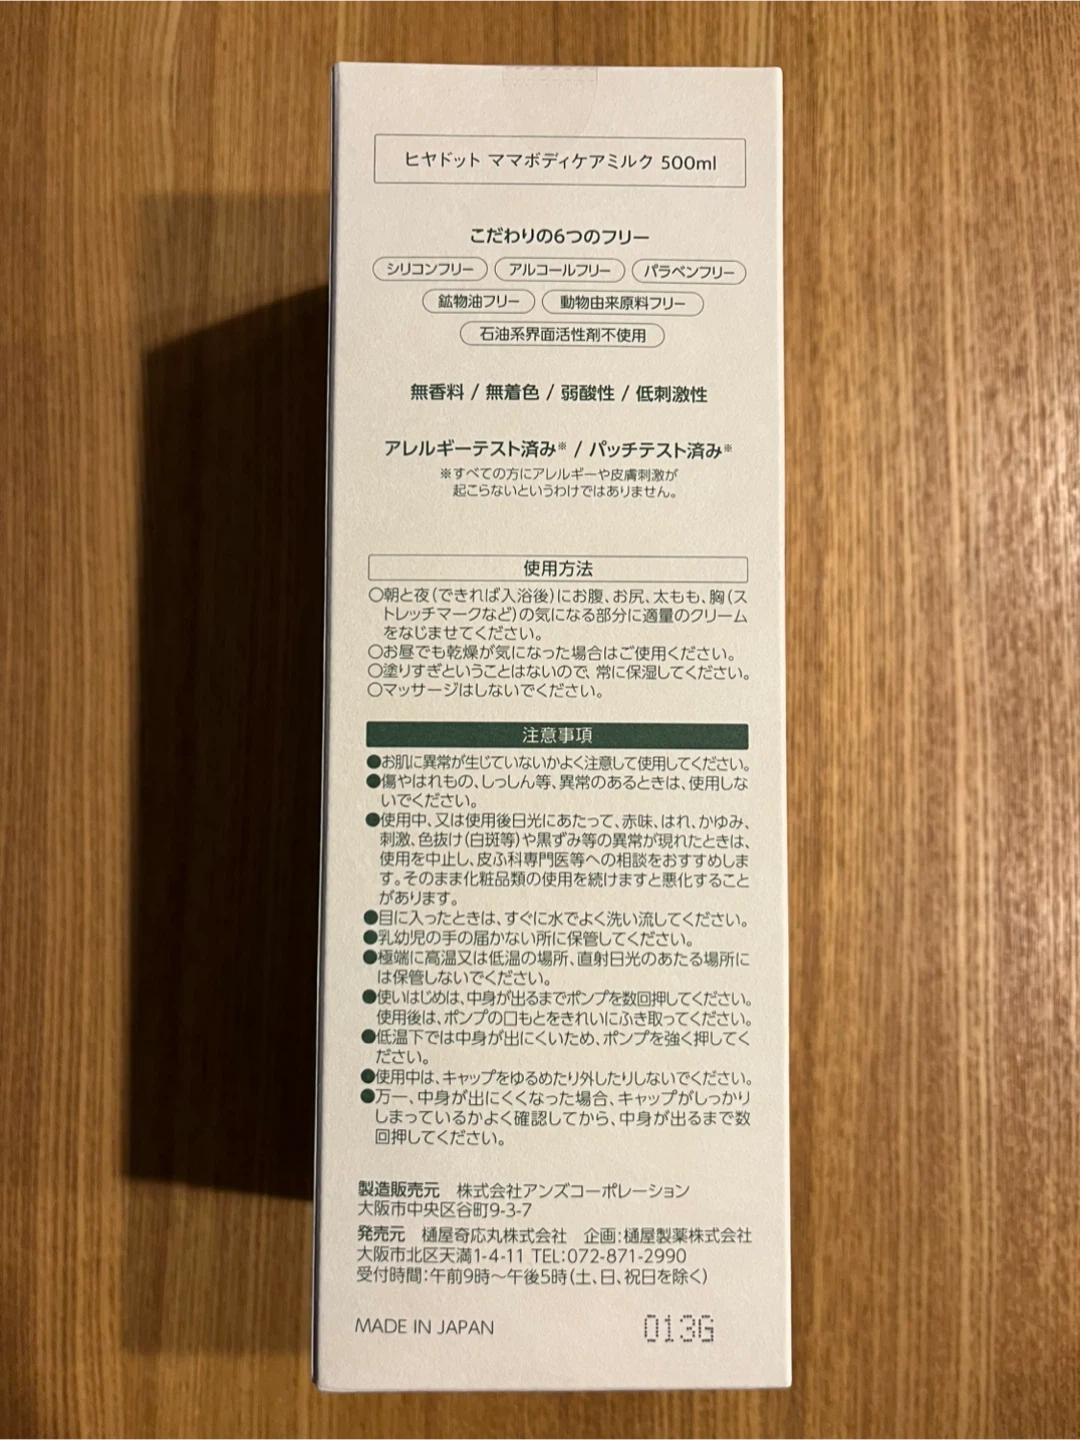 ヒヤドット ママボディケアミルク 500ml
こだわりの6つのフリー
シリコンフリー アルコールフリー パラベンフリー
鉱物油フリー 動物由来原料フリー
石油系界面活性剤不使用
無香料 / 無着色 / 弱酸性 / 低刺激性
アレルギーテスト済み※ / パッチテスト済み※
※すべての方にアレルギーや皮膚刺激が
起こらないというわけではありません。
使用方法
○朝と夜(できれば入浴後)にお腹、お尻、太もも、胸(ス
トレッチマークなど)の気になる部分に適量のクリーム
をなじませてください。
○お昼でも乾燥が気になった場合はご使用ください。
○塗りすぎということはないので、常に保湿してください。
○マッサージはしないでください。
注意事項
●お肌に異常が生じていないかよく注意して使用してください。
●傷やはれもの、しっしん等、異常のあるときは、使用しな
いでください。
●使用中、又は使用後日光にあたって、赤味、はれ、かゆみ、
刺激、色抜け(白斑等)や黒ずみ等の異常が現れたときは、
使用を中止し、皮ふ科専門医等への相談をおすすめしま
す。そのまま化粧品類の使用を続けますと悪化すること
があります。
●目に入ったときは、すぐに水でよく洗い流してください。
●乳幼児の手の届かない所に保管してください。
●極端に高温又は低温の場所、直射日光のあたる場所に
は保管しないでください。
●使いはじめは、中身が出るまでポンプを数回押してください。
使用後は、ポンプの口もとをきれいにふき取ってください。
●低温下では中身が出にくいため、ポンプを強く押してく
ださい。
●使用中は、キャップをゆるめたり外したりしないでください。
●万一、中身が出にくくなった場合、キャップがしっかり
しまっているかよく確認してから、中身が出るまで数
回押してください。
製造販売元 株式会社アンズコーポレーション
大阪市中央区谷町9-3-7
発売元 樋屋奇応丸株式会社 企画:樋屋製薬株式会社
大阪市北区天満1-4-11 TEL:072-871-2990
受付時間:午前9時〜午後5時(土、日、祝日を除く)
MADE IN JAPAN 013G